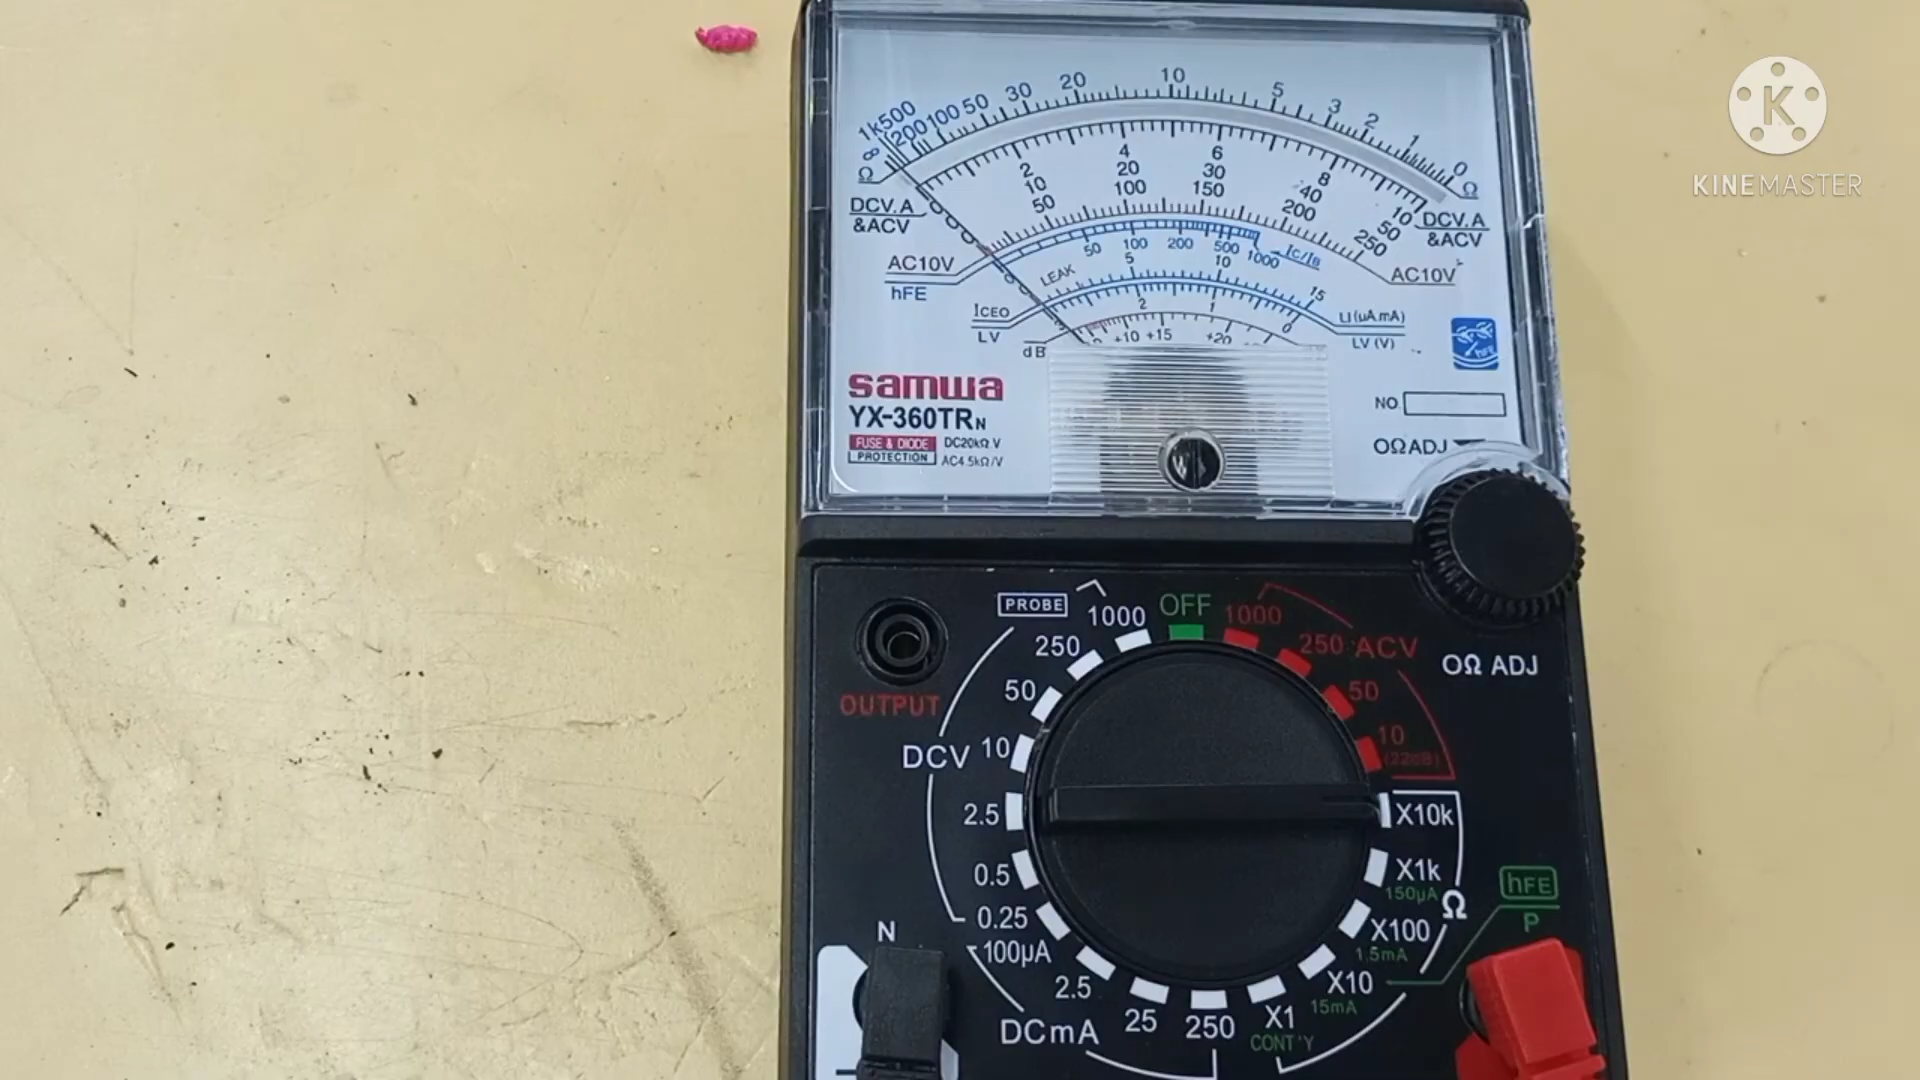 1k 500 200 100 50 30 20 10 5 3 2 1 0
∞
Ω Ω
2 4 6 8 10
10 20 30 40 50
50 100 150 200 250
DCV.A
&ACV
DCV.A
&ACV
AC10V AC10V
hFE
50 100 200 500 1000 Ic/IB
LEAK 5 10 15
ICEO LI(uA.mA)
LV LV(V)
2 1 0
dB +10 +15 +20
hFE
samwa
YX-360TRN
FUSE & DIODE
PROTECTION
DC20kΩ.V
AC4.5kΩ/V
NO.
OΩADJ
KINEMASTER
PROBE 1000 OFF 1000
250 250 ACV
OΩ ADJ
50 50
OUTPUT
DCV 10 10
(22dB)
2.5 X10k
0.5 X1k
150µA
Ω
hFE
0.25 X100
1.5mA
P
N
100µA
2.5 X10
15mA
DCmA 25 250 X1
CONT'Y